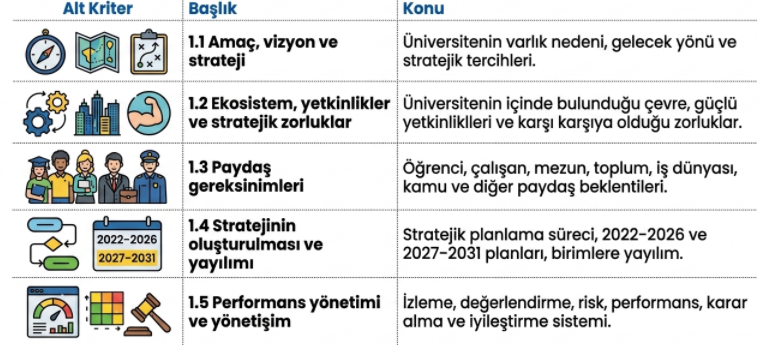 Alt Kriter Başlık Konu
1.1 Amaç, vizyon ve Üniversitenin varlık nedeni, gelecek yönü ve
strateji stratejik tercihleri.
1.2 Ekosistem, yetkinlikler Üniversitenin içinde bulunduğu çevre, güçlü
ve stratejik zorluklar yetkinliklleri ve karşı karşıya olduğu zorluklar.
1.3 Paydaş Öğrenci, çalışan, mezun, toplum, iş dünyası,
gereksinimleri kamu ve diğer paydaş beklentileri.
2022-2026
2027-2031
1.4 Stratejinin
oluşturulması ve
yayılımı
Stratejik planlama süreci, 2022-2026 ve
2027-2031 planları, birimlere yayılım.
1.5 Performans yönetimi İzleme, değerlendirme, risk, performans, karar
ve yönetişim alma ve iyileştirme sistemi.